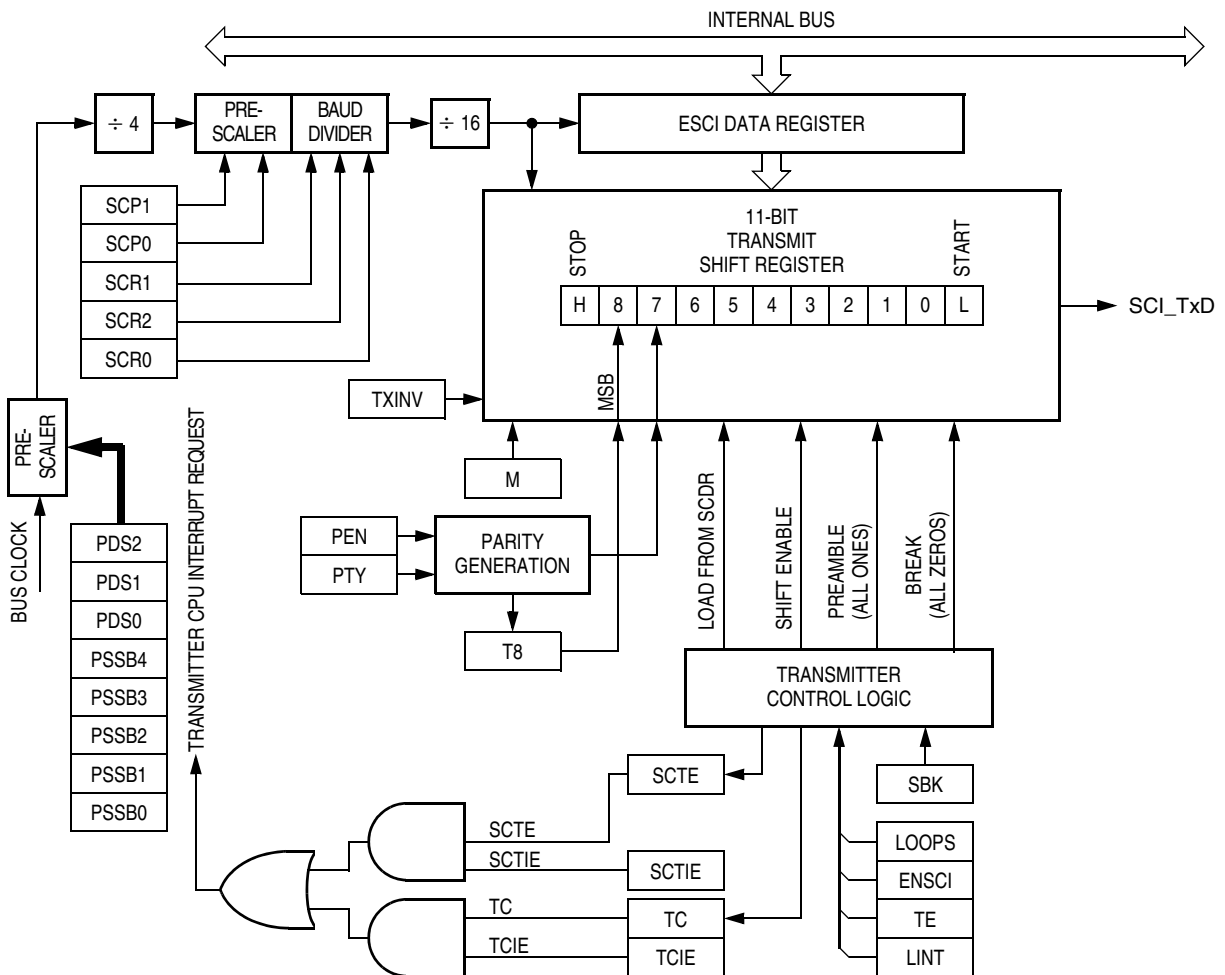 INTERNAL BUS
÷ 4
PRE-
SCALER
BAUD
DIVIDER
÷ 16
ESCI DATA REGISTER
SCP1
SCP0
SCR1
SCR2
SCR0
11-BIT
TRANSMIT
SHIFT REGISTER
STOP
START
H 8 7 6 5 4 3 2 1 0 L
SCI_TxD
MSB
TXINV
M
PRE-
SCALER
BUS CLOCK
PDS2
PDS1
PDS0
PSSB4
PSSB3
PSSB2
PSSB1
PSSB0
TRANSMITTER CPU INTERRUPT REQUEST
PEN
PTY
PARITY
GENERATION
T8
LOAD FROM SCDR
SHIFT ENABLE
PREAMBLE
(ALL ONES)
BREAK
(ALL ZEROS)
TRANSMITTER
CONTROL LOGIC
SCTE
SBK
SCTE
SCTIE
SCTIE
TC
TC
TCIE
TCIE
LOOPS
ENSCI
TE
LINT